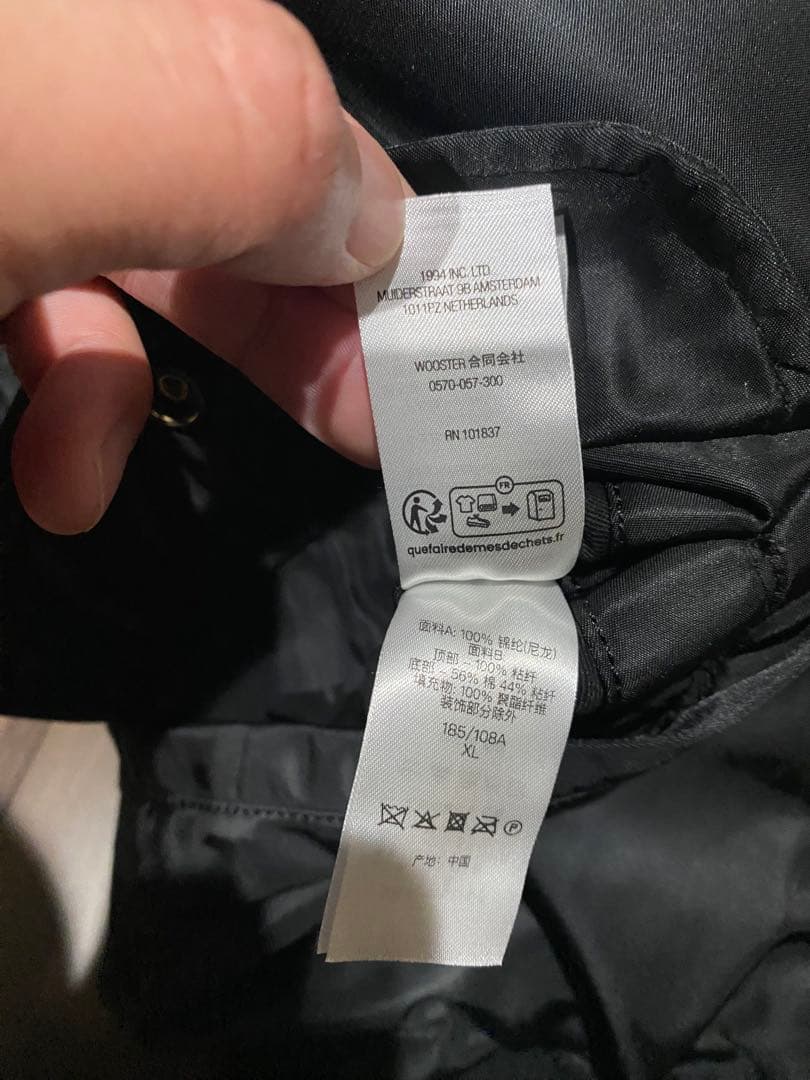 1994 INC. LTD.
MUIDERSTRAAT 9B AMSTERDAM
1011PZ NETHERLANDS
WOOSTER 合同会社
0570-057-300
RN 101837
FR
quefairedemesdechets.fr
面料A: 100% 锦纶(尼龙)
面料B
顶部 - 100% 粘纤
底部 - 56% 棉 44% 粘纤
填充物: 100% 聚酯纤维
装饰部分除外
185/108A
XL
P
产地: 中国